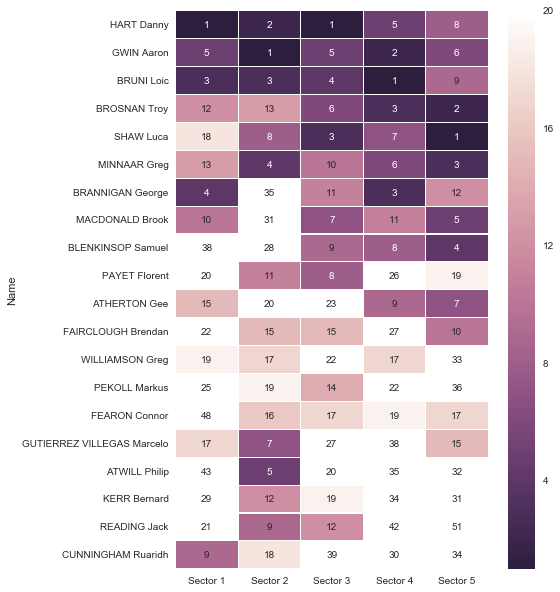 HART Danny 1 2 1 5 8
GWIN Aaron 5 1 5 2 6
BRUNI Loic 3 3 4 1 9
BROSNAN Troy 12 13 6 3 2
SHAW Luca 18 8 3 7 1
MINNAAR Greg 13 4 10 6 3
BRANNIGAN George 4 35 11 3 12
MACDONALD Brook 10 31 7 11 5
BLENKINSOP Samuel 38 28 9 8 4
PAYET Florent 20 11 8 26 19
ATHERTON Gee 15 20 23 9 7
FAIRCLOUGH Brendan 22 15 15 27 10
WILLIAMSON Greg 19 17 22 17 33
PEKOLL Markus 25 19 14 22 36
FEARON Connor 48 16 17 19 17
GUTIERREZ VILLEGAS Marcelo 17 7 27 38 15
ATWILL Philip 43 5 20 35 32
KERR Bernard 29 12 19 34 31
READING Jack 21 9 12 42 51
CUNNINGHAM Ruaridh 9 18 39 30 34
Sector 1 Sector 2 Sector 3 Sector 4 Sector 5
Name
20
16
12
8
4